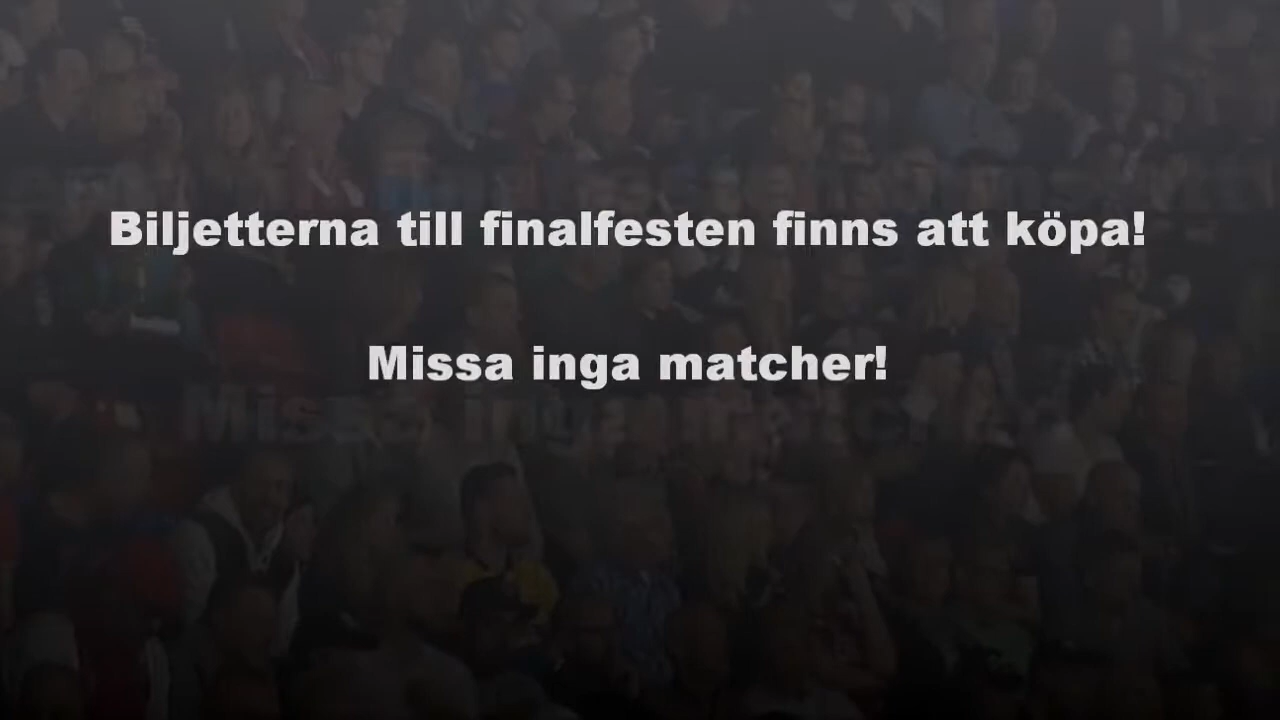 Biljetterna till finalfesten finns att köpa!
Missa inga matcher!